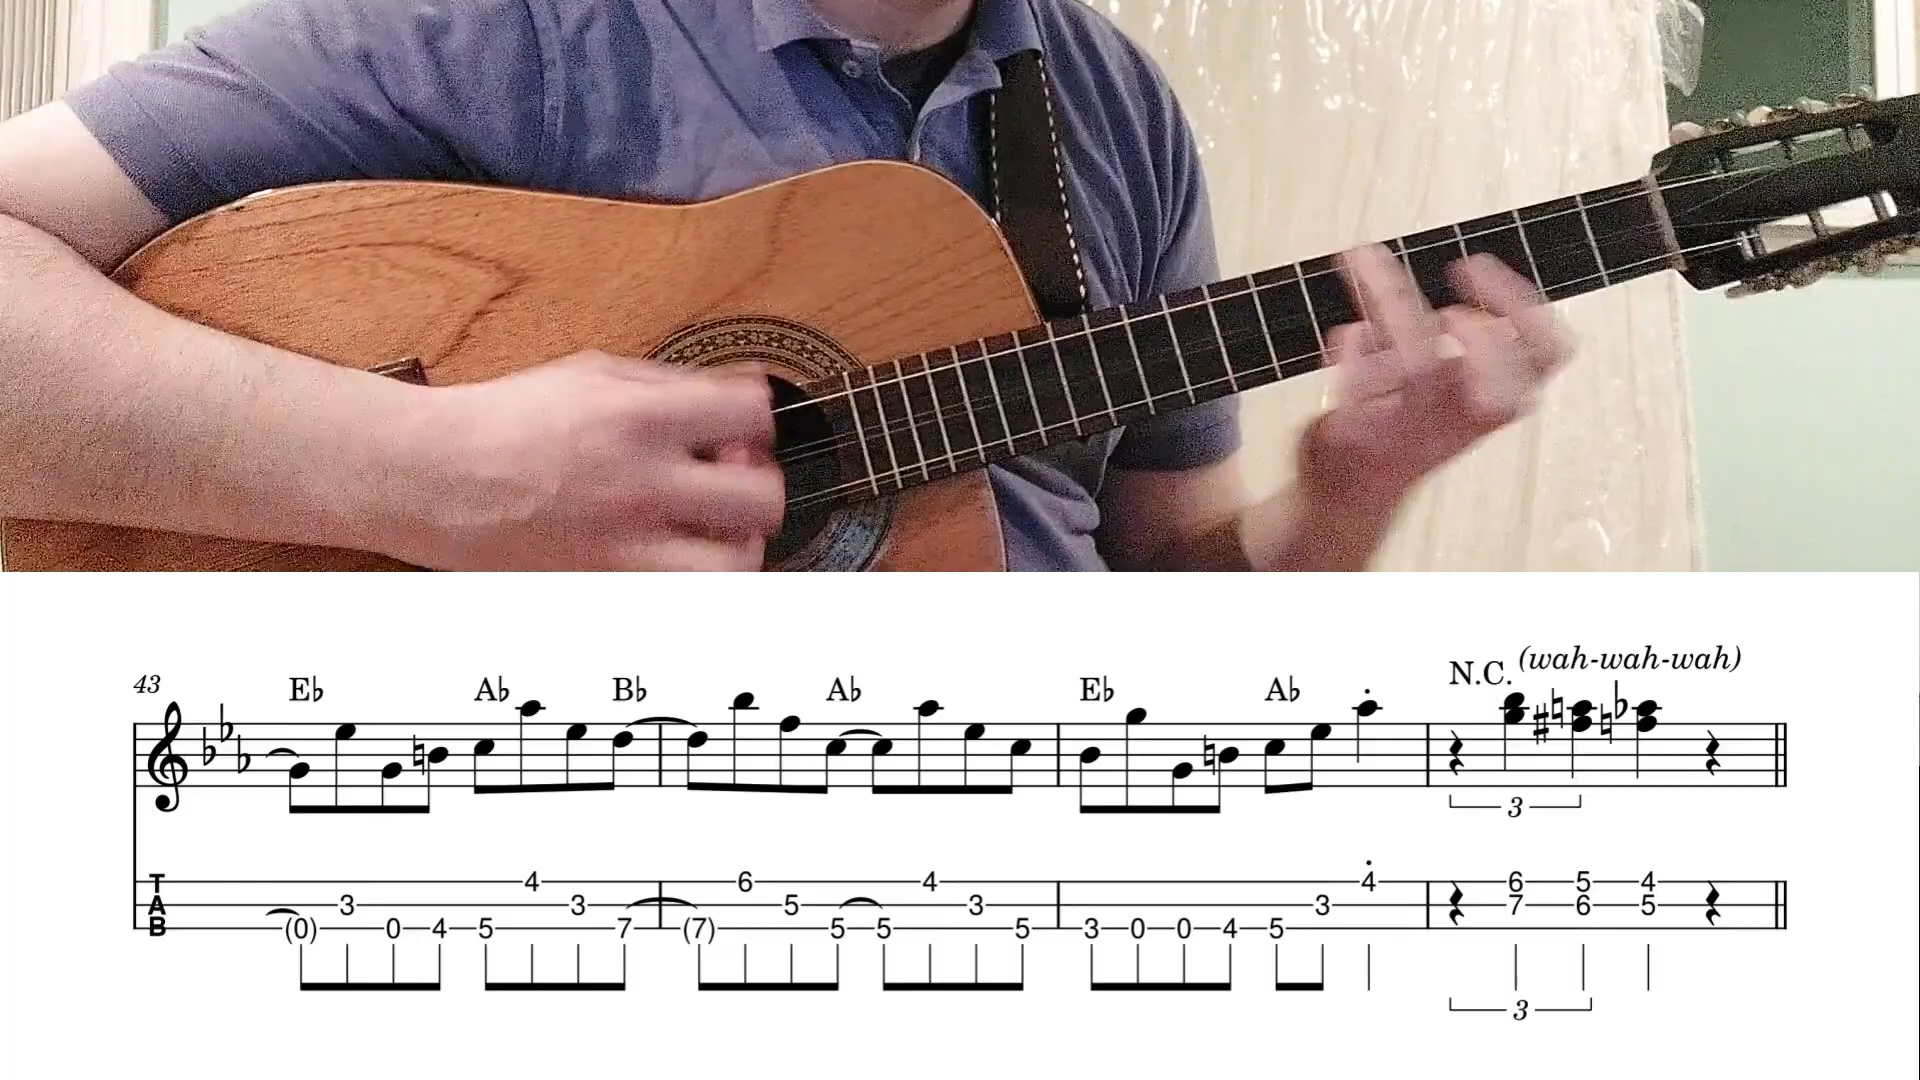 N.C. (wah-wah-wah)
43 E♭ A♭ B♭ A♭ E♭ A♭
3
T 4 6 4 4 6 5 4
A 3 3 5 3 3 7 6 5
B (0) 0 4 5 7 (7) 5 5 5 3 0 0 4 5
3